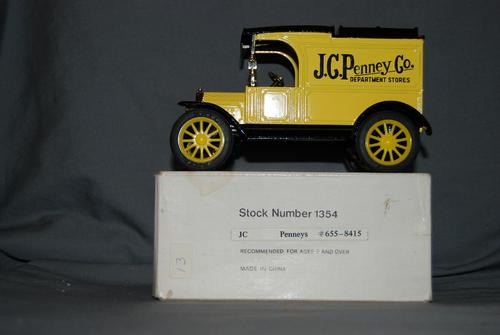 J.C.Penney Co.
DEPARTMENT STORES
Stock Number 1354
JC Penneys #655-8415
RECOMMENDED FOR AGES 3 AND OVER
MADE IN CHINA
13